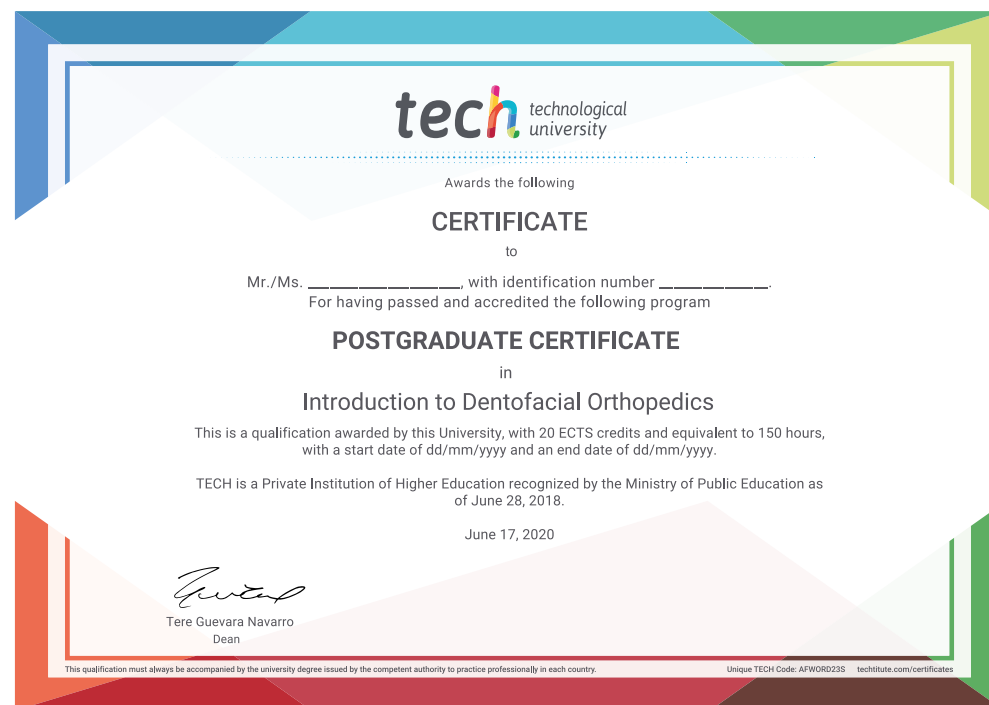 tech technological
university
Awards the following
CERTIFICATE
to
Mr./Ms. ____________________, with identification number ______________.
For having passed and accredited the following program
POSTGRADUATE CERTIFICATE
in
Introduction to Dentofacial Orthopedics
This is a qualification awarded by this University, with 20 ECTS credits and equivalent to 150 hours,
with a start date of dd/mm/yyyy and an end date of dd/mm/yyyy.
TECH is a Private Institution of Higher Education recognized by the Ministry of Public Education as
of June 28, 2018.
June 17, 2020
Tere Guevara Navarro
Dean
This qualification must always be accompanied by the university degree issued by the competent authority to practice professionally in each country. Unique TECH Code: AFWORD23S techtitute.com/certificates